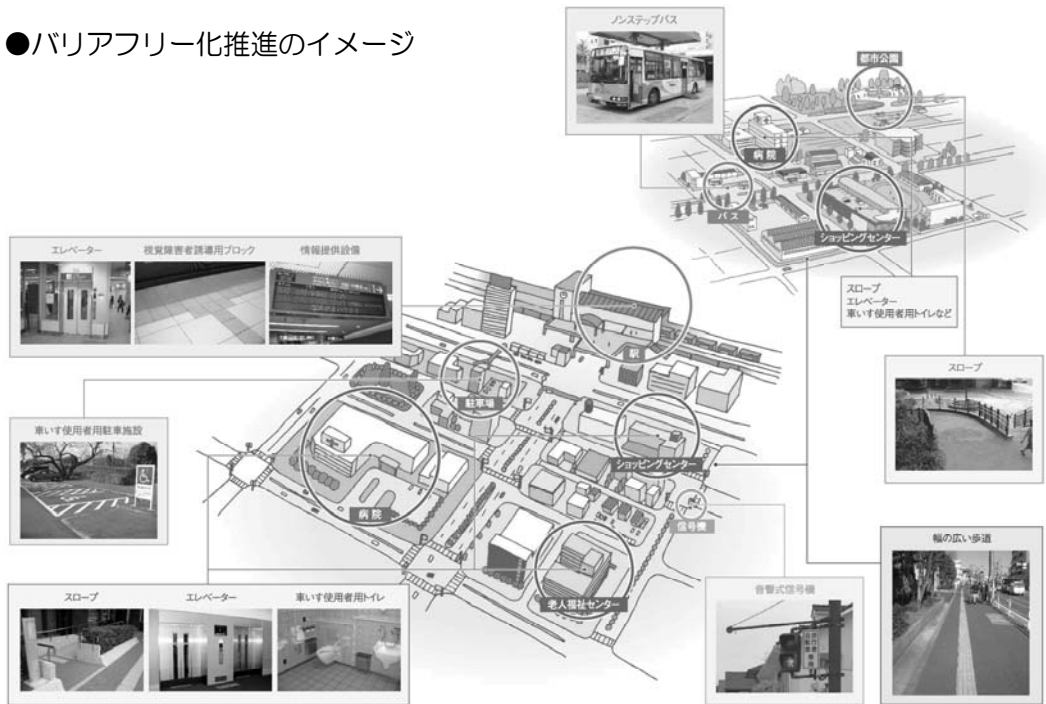 ●バリアフリー化推進のイメージ
ノンステップバス
都市公園
病院
バス
ショッピングセンター
エレベーター
視覚障害者誘導用ブロック
情報提供設備
スロープ
エレベーター
車いす使用者用トイレなど
駅
駐車場
スロープ
車いす使用者用駐車施設
ショッピングセンター
病院
信号機
幅の広い歩道
スロープ
エレベーター
車いす使用者用トイレ
老人福祉センター
音響式信号機